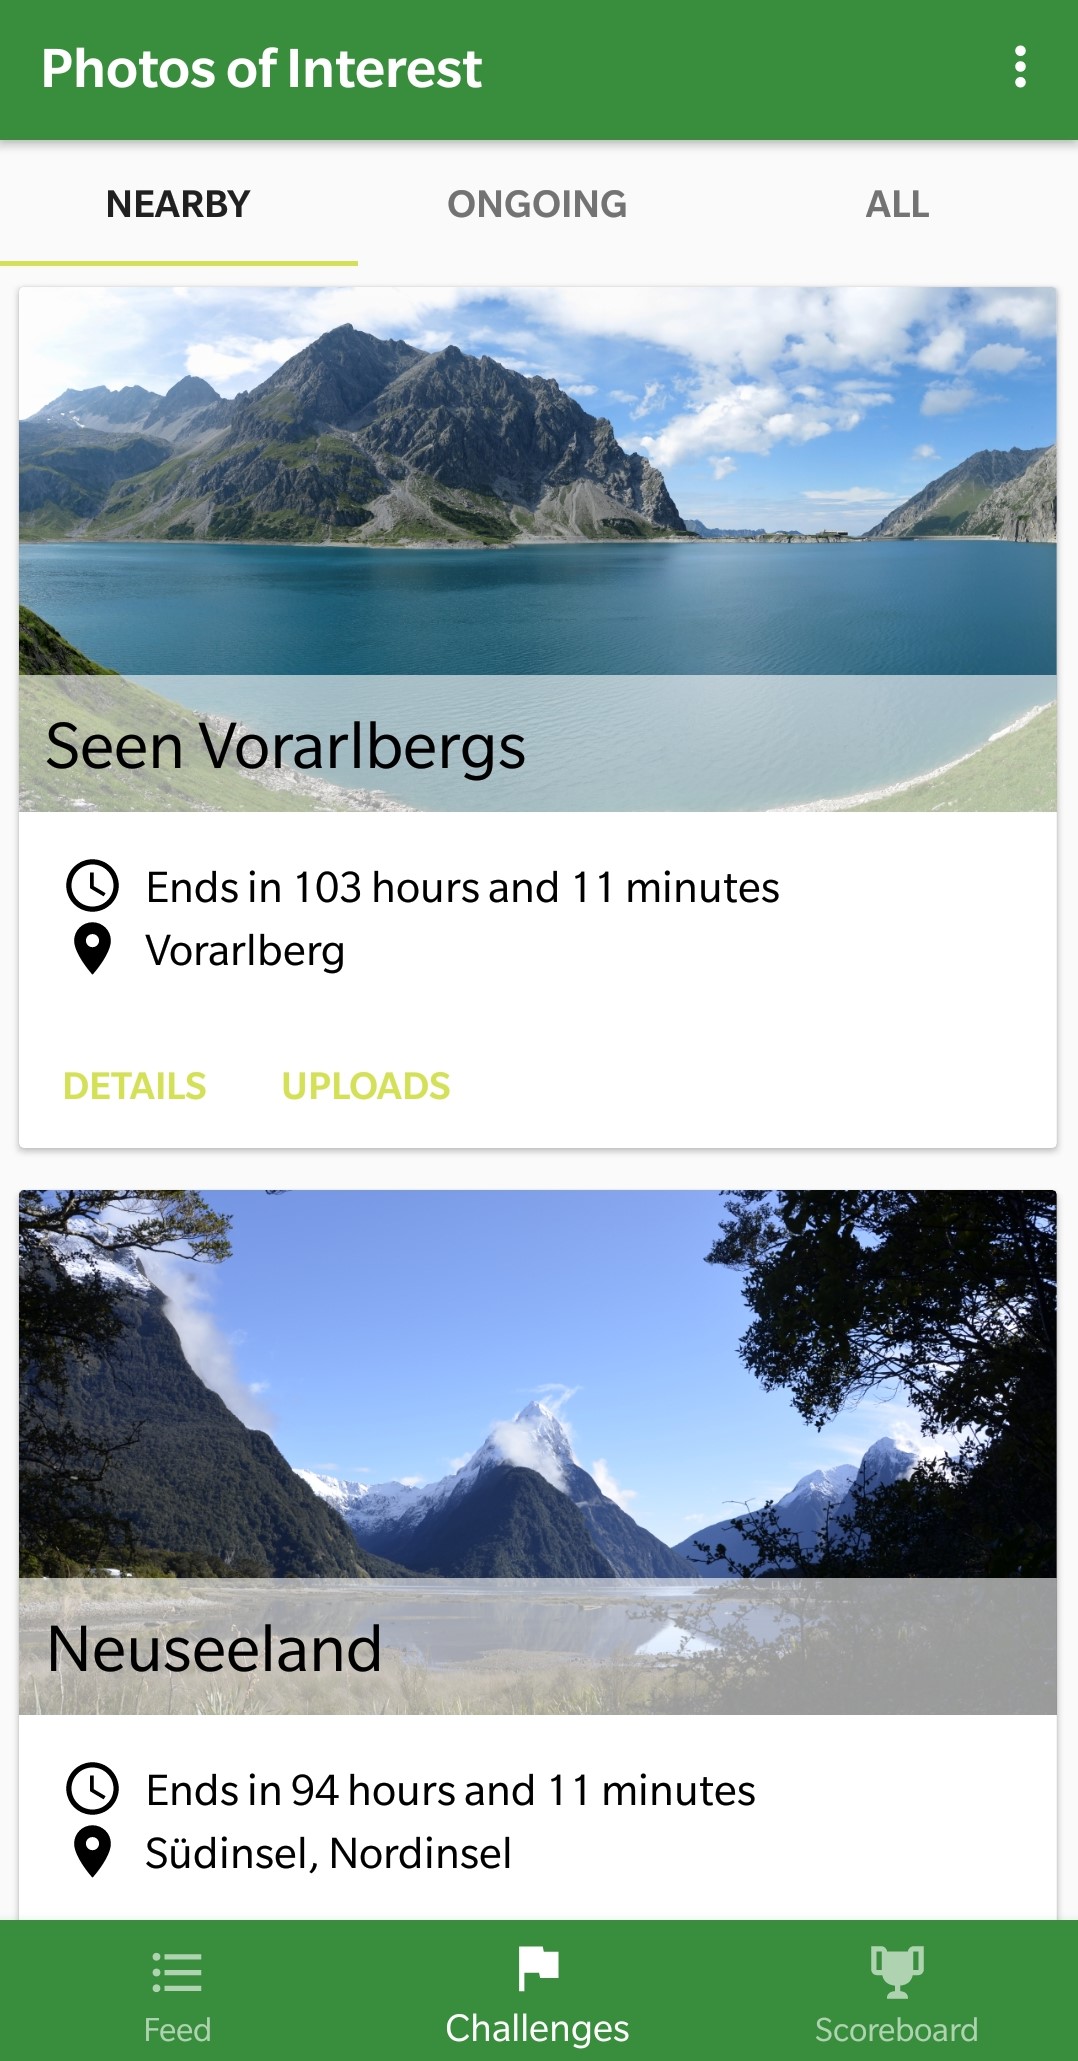 Photos of Interest
NEARBY ONGOING ALL
Seen Vorarlbergs
Ends in 103 hours and 11 minutes
Vorarlberg
DETAILS UPLOADS
Neuseeland
Ends in 94 hours and 11 minutes
Südinsel, Nordinsel
Feed Challenges Scoreboard